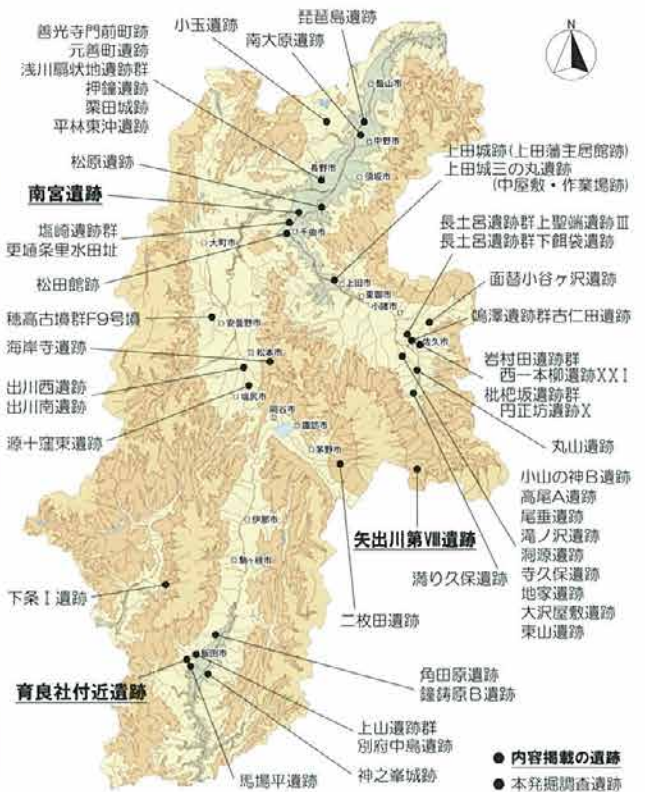 琵琶島遺跡
小玉遺跡
南大原遺跡
善光寺門前町跡
元善町遺跡
浅川扇状地遺跡群
押鐘遺跡
栗田城跡
平林東沖遺跡
N
飯山市
中野市
長野市
須坂市
松原遺跡
南宮遺跡
塩崎遺跡群
更埴条里水田址
千曲市
大町市
松田館跡
上田城跡(上田藩主居館跡)
上田城三の丸遺跡
(中屋敷・作業場跡)
長土呂遺跡群上聖端遺跡Ⅲ
長土呂遺跡群下餌袋遺跡
上田市
東御市
小諸市
面替小谷ヶ沢遺跡
鳴澤遺跡群古仁田遺跡
佐久市
穂高古墳群F9号墳
安曇野市
海岸寺遺跡
松本市
岩村田遺跡群
西一本柳遺跡XXI
枇杷坂遺跡群
円正坊遺跡X
出川西遺跡
出川南遺跡
塩尻市
丸山遺跡
源十窪東遺跡
岡谷市
諏訪市
茅野市
小山の神B遺跡
高尾A遺跡
尾垂遺跡
滝ノ沢遺跡
洞源遺跡
寺久保遺跡
地家遺跡
大沢屋敷遺跡
東山遺跡
矢出川第Ⅷ遺跡
満り久保遺跡
二枚田遺跡
伊那市
駒ヶ根市
下条Ⅰ遺跡
飯田市
育良社付近遺跡
角田原遺跡
鐘鋳原B遺跡
上山遺跡群
別府中島遺跡
神之峯城跡
馬場平遺跡
● 内容掲載の遺跡
● 本発掘調査遺跡